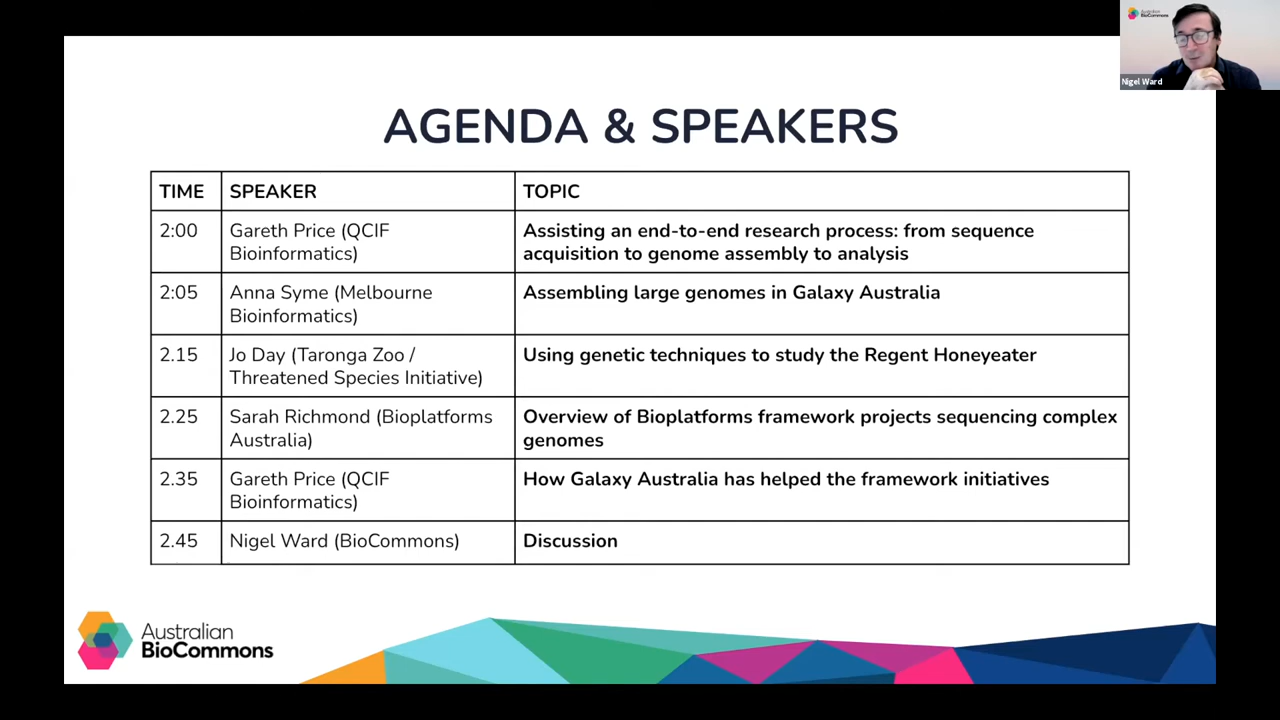 Australian
BioCommons
Nigel Ward
AGENDA & SPEAKERS
TIME SPEAKER TOPIC
2:00 Gareth Price (QCIF Bioinformatics) Assisting an end-to-end research process: from sequence acquisition to genome assembly to analysis
2:05 Anna Syme (Melbourne Bioinformatics) Assembling large genomes in Galaxy Australia
2.15 Jo Day (Taronga Zoo / Threatened Species Initiative) Using genetic techniques to study the Regent Honeyeater
2.25 Sarah Richmond (Bioplatforms Australia) Overview of Bioplatforms framework projects sequencing complex genomes
2.35 Gareth Price (QCIF Bioinformatics) How Galaxy Australia has helped the framework initiatives
2.45 Nigel Ward (BioCommons) Discussion
Australian
BioCommons